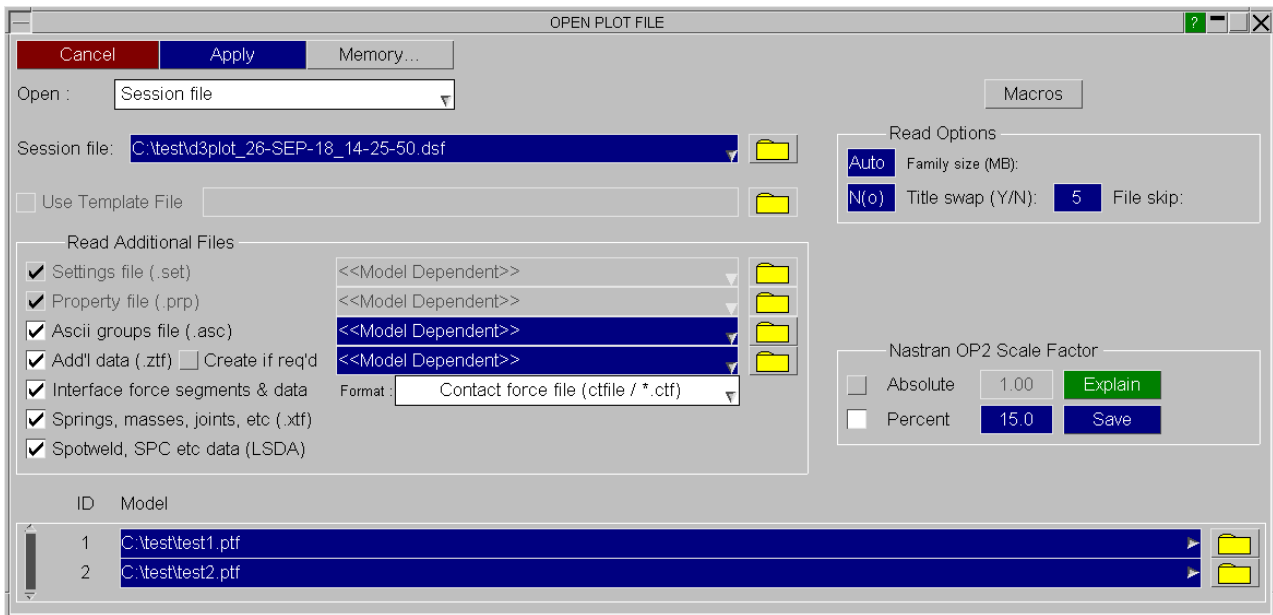 OPEN PLOT FILE
?
Cancel Apply Memory...
Open : Session file Macros
Session file: C:\test\d3plot_26-SEP-18_14-25-50.dsf
Read Options
Auto Family size (MB):
N(o) Title swap (Y/N): 5 File skip:
Use Template File
Read Additional Files
Settings file (.set) <<Model Dependent>>
Property file (.prp) <<Model Dependent>>
Ascii groups file (.asc) <<Model Dependent>>
Add'l data (.ztf) Create if req'd <<Model Dependent>>
Interface force segments & data Format : Contact force file (ctfile / *.ctf)
Springs, masses, joints, etc (.xtf)
Spotweld, SPC etc data (LSDA)
Nastran OP2 Scale Factor
Absolute 1.00 Explain
Percent 15.0 Save
ID Model
1 C:\test\test1.ptf
2 C:\test\test2.ptf